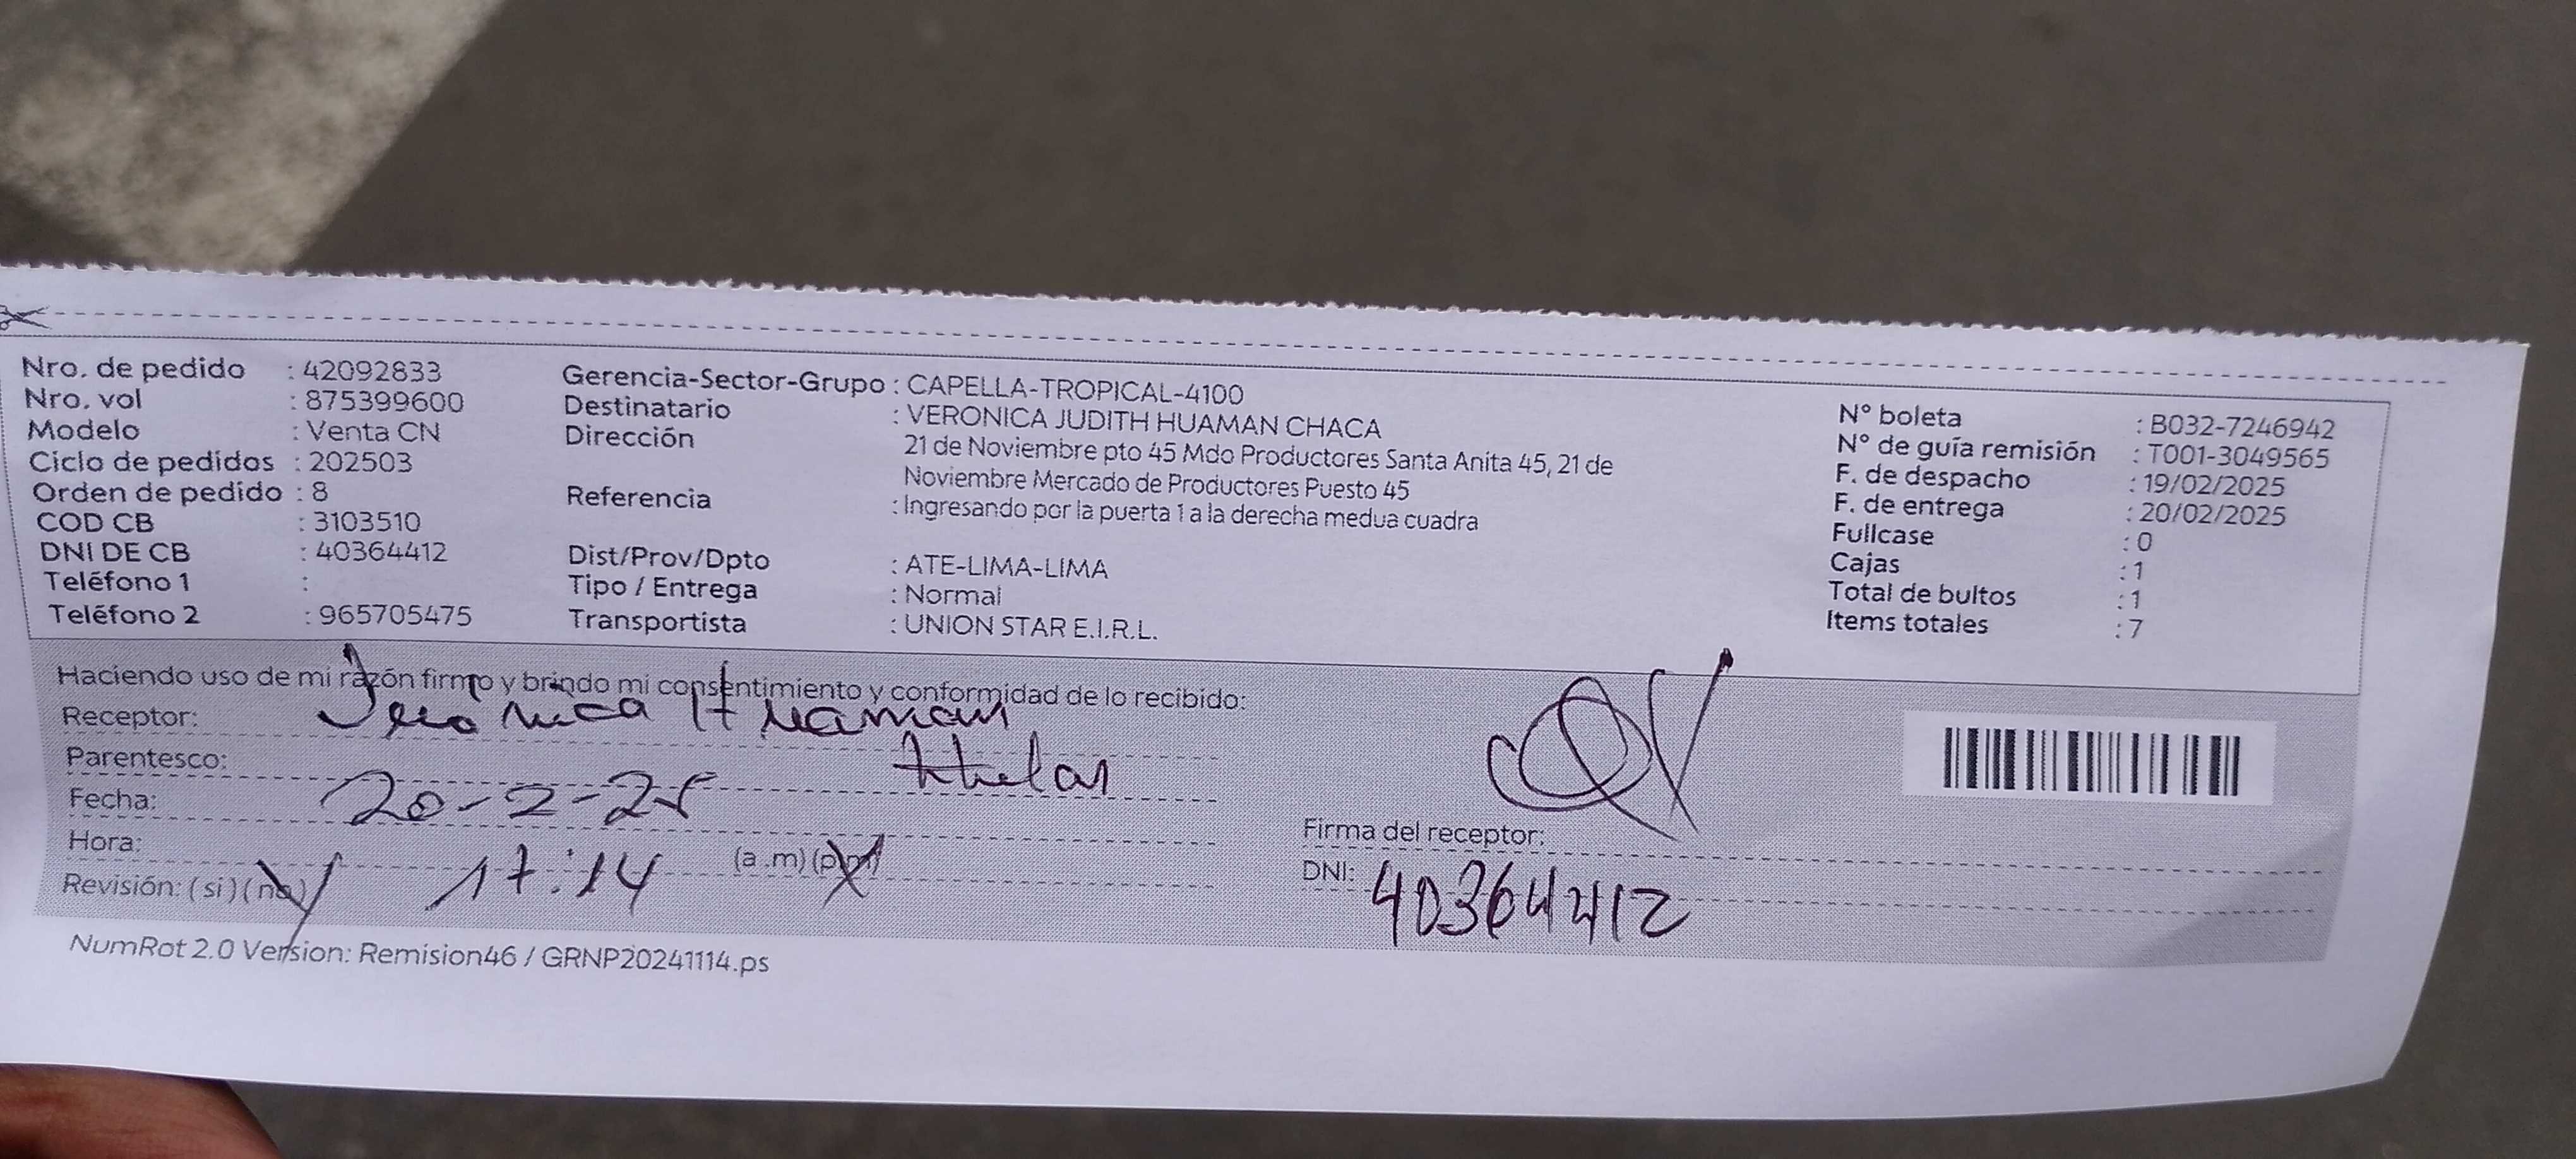 Nro. de pedido : 42092833
Nro. vol : 875399600
Modelo : Venta CN
Ciclo de pedidos : 202503
Orden de pedido : 8
COD CB : 3103510
DNI DE CB : 40364412
Teléfono 1 :
Teléfono 2 : 965705475
Gerencia-Sector-Grupo : CAPELLA-TROPICAL-4100
Destinatario : VERONICA JUDITH HUAMAN CHACA
Dirección 21 de Noviembre pto 45 Mdo Productores Santa Anita 45, 21 de
Noviembre Mercado de Productores Puesto 45
Referencia : Ingresando por la puerta 1 a la derecha medua cuadra
Dist/Prov/Dpto : ATE-LIMA-LIMA
Tipo / Entrega : Normal
Transportista : UNION STAR E.I.R.L.
N° boleta : B032-7246942
N° de guía remisión : T001-3049565
F. de despacho : 19/02/2025
F. de entrega : 20/02/2025
Fullcase : 0
Cajas : 1
Total de bultos : 1
Items totales : 7
Haciendo uso de mi razón firmo y brindo mi consentimiento y conformidad de lo recibido:
Receptor: Veronica Huaman
Parentesco: titular
Fecha: 20-2-25
Hora: 17:14 (a.m) (p.m)
Revisión: (si) (no)
Firma del receptor:
DNI: 40364412
NumRot 2.0 Version: Remision46 / GRNP20241114.ps